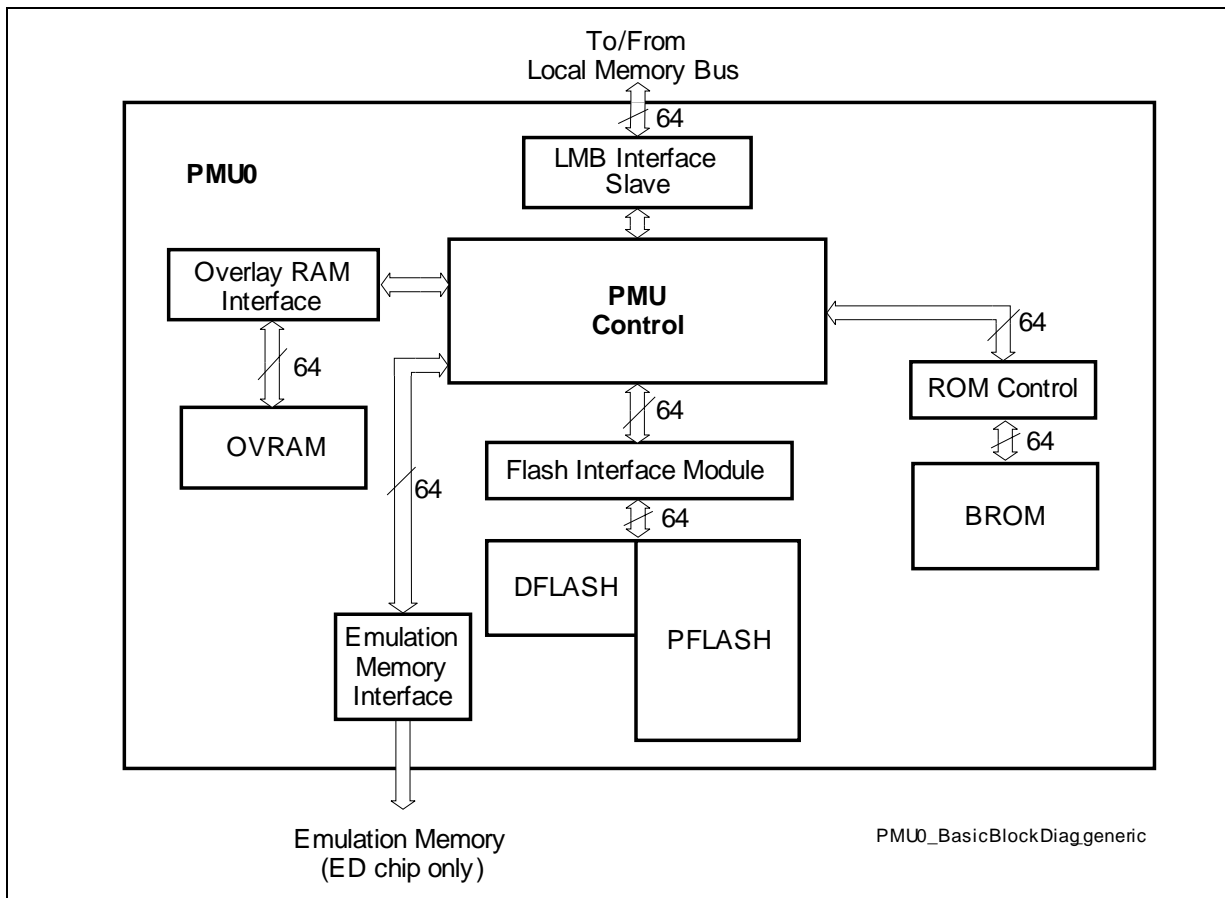 To/From
Local Memory Bus
64
LMB Interface
Slave
PMU0
Overlay RAM
Interface
PMU
Control
64
64
64
ROM Control
OVRAM
Flash Interface Module
64
64
64
BROM
DFLASH
PFLASH
Emulation
Memory
Interface
Emulation Memory
(ED chip only)
PMU0_BasicBlockDiag_generic